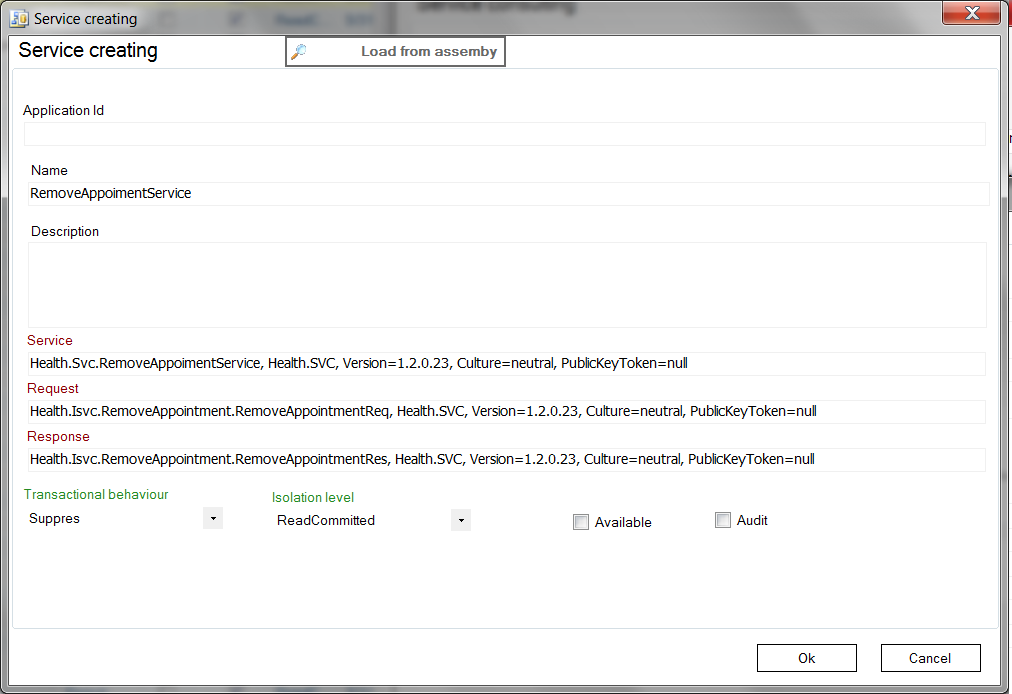 Service creating
Service creating
Load from assemby
Application Id
Name
RemoveAppoimentService
Description
Service
Health.Svc.RemoveAppoimentService, Health.SVC, Version=1.2.0.23, Culture=neutral, PublicKeyToken=null
Request
Health.Isvc.RemoveAppointment.RemoveAppointmentReq, Health.SVC, Version=1.2.0.23, Culture=neutral, PublicKeyToken=null
Response
Health.Isvc.RemoveAppointment.RemoveAppointmentRes, Health.SVC, Version=1.2.0.23, Culture=neutral, PublicKeyToken=null
Transactional behaviour
Isolation level
Suppres
ReadCommitted
Available
Audit
Ok
Cancel